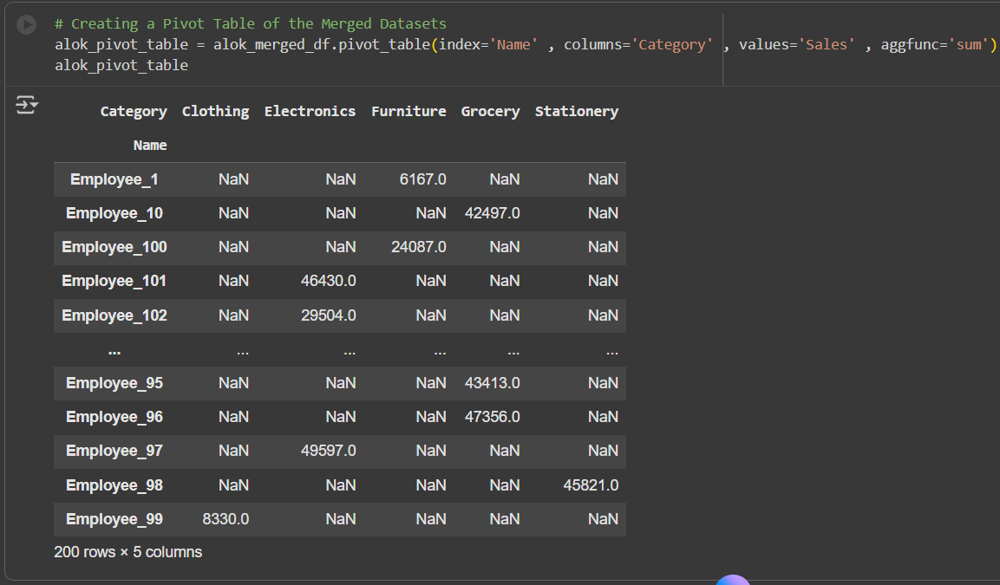 # Creating a Pivot Table of the Merged Datasets
alok_pivot_table = alok_merged_df.pivot_table(index='Name' , columns='Category' , values='Sales' , aggfunc='sum')
alok_pivot_table
Category Clothing Electronics Furniture Grocery Stationery
Name
Employee_1 NaN NaN 6167.0 NaN NaN
Employee_10 NaN NaN NaN 42497.0 NaN
Employee_100 NaN NaN 24087.0 NaN NaN
Employee_101 NaN 46430.0 NaN NaN NaN
Employee_102 NaN 29504.0 NaN NaN NaN
... ... ... ... ... ...
Employee_95 NaN NaN NaN 43413.0 NaN
Employee_96 NaN NaN NaN 47356.0 NaN
Employee_97 NaN 49597.0 NaN NaN NaN
Employee_98 NaN NaN NaN NaN 45821.0
Employee_99 8330.0 NaN NaN NaN NaN
200 rows × 5 columns